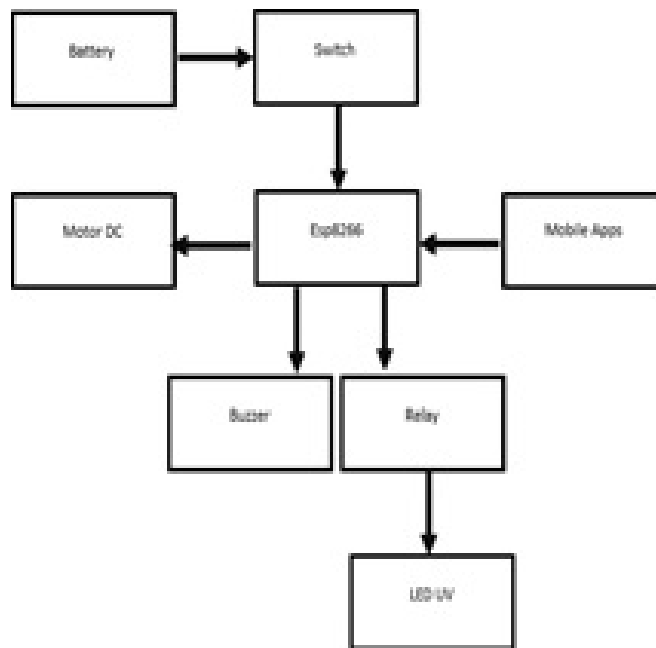 Battery
Switch
Motor DC
Esp8266
Mobile Apps
Buzzer
Relay
LED UV